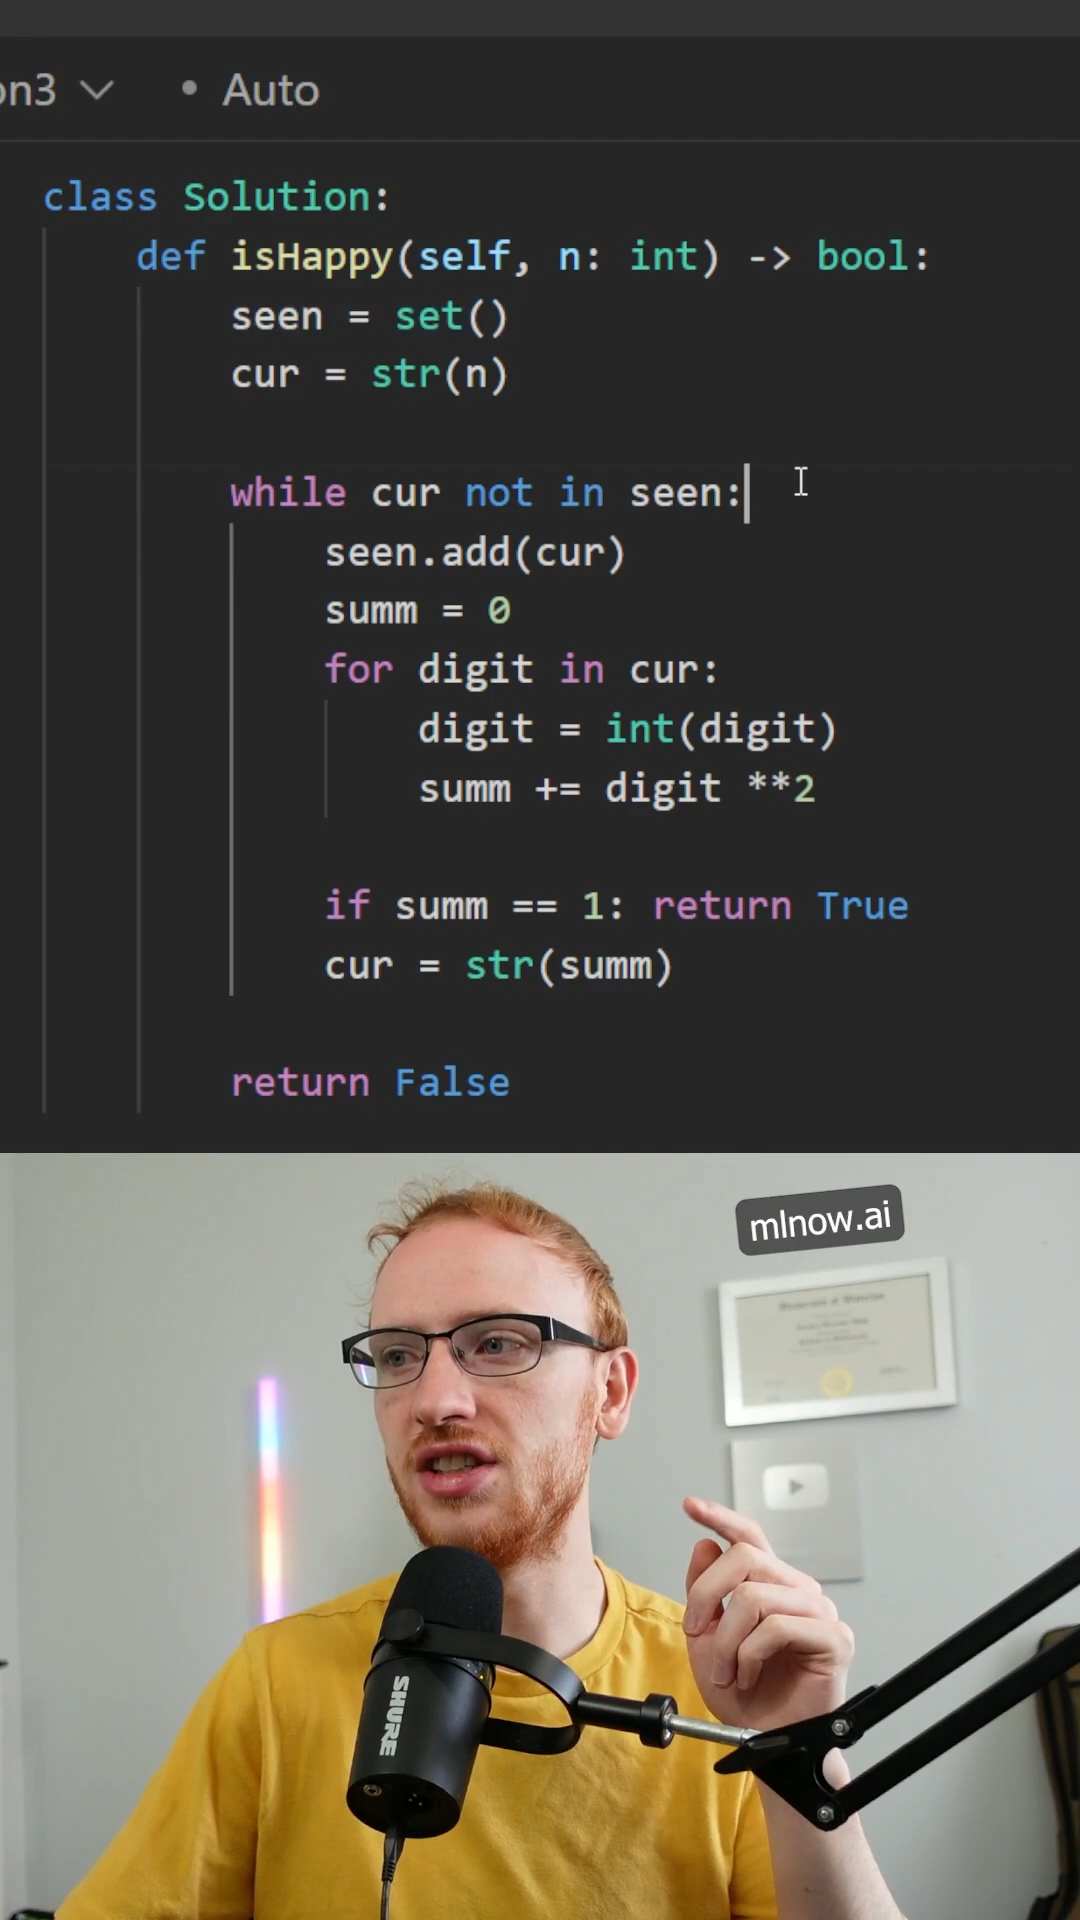 on3
Auto
class Solution:
def isHappy(self, n: int) -> bool:
seen = set()
cur = str(n)
while cur not in seen:
seen.add(cur)
summ = 0
for digit in cur:
digit = int(digit)
summ += digit **2
if summ == 1: return True
cur = str(summ)
return False
mlnow.ai
SHURE